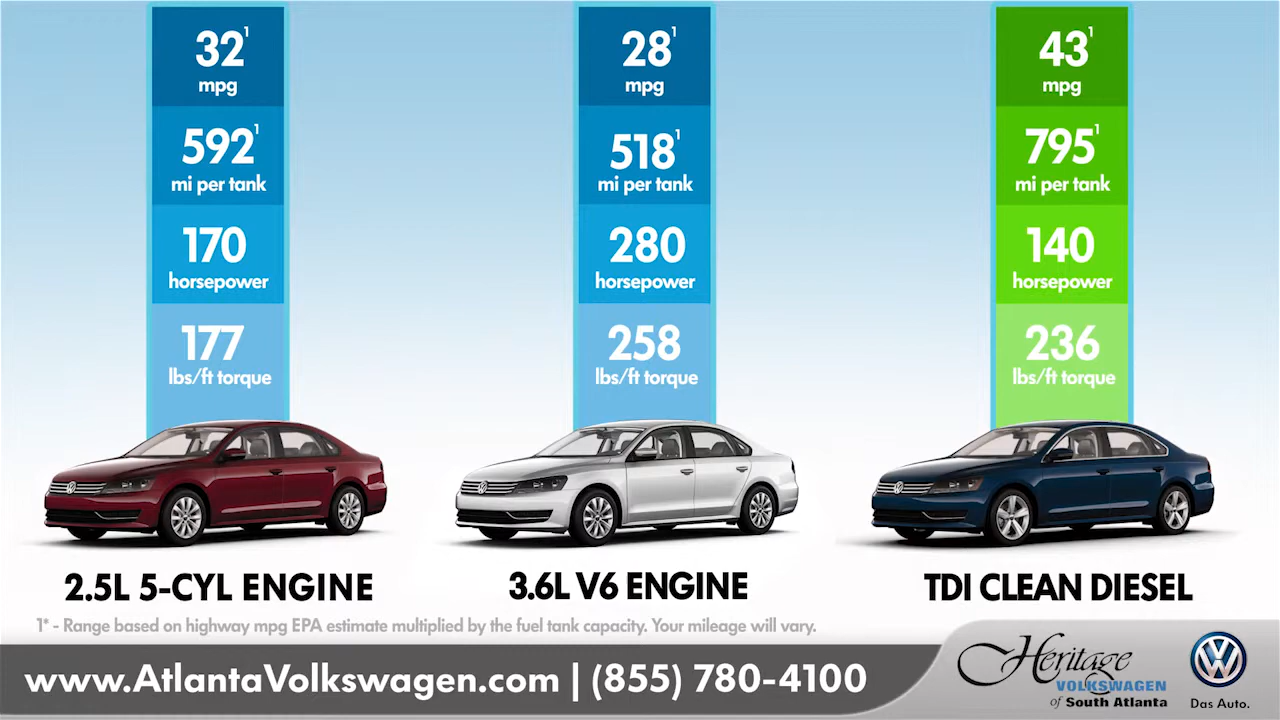 32¹
mpg
592¹
mi per tank
170
horsepower
177
lbs/ft torque
2.5L 5-CYL ENGINE
28¹
mpg
518¹
mi per tank
280
horsepower
258
lbs/ft torque
3.6L V6 ENGINE
43¹
mpg
795¹
mi per tank
140
horsepower
236
lbs/ft torque
TDI CLEAN DIESEL
1* - Range based on highway mpg EPA estimate multiplied by the fuel tank capacity. Your mileage will vary.
www.AtlantaVolkswagen.com | (855) 780-4100
Heritage
VOLKSWAGEN
of South Atlanta
Das Auto.